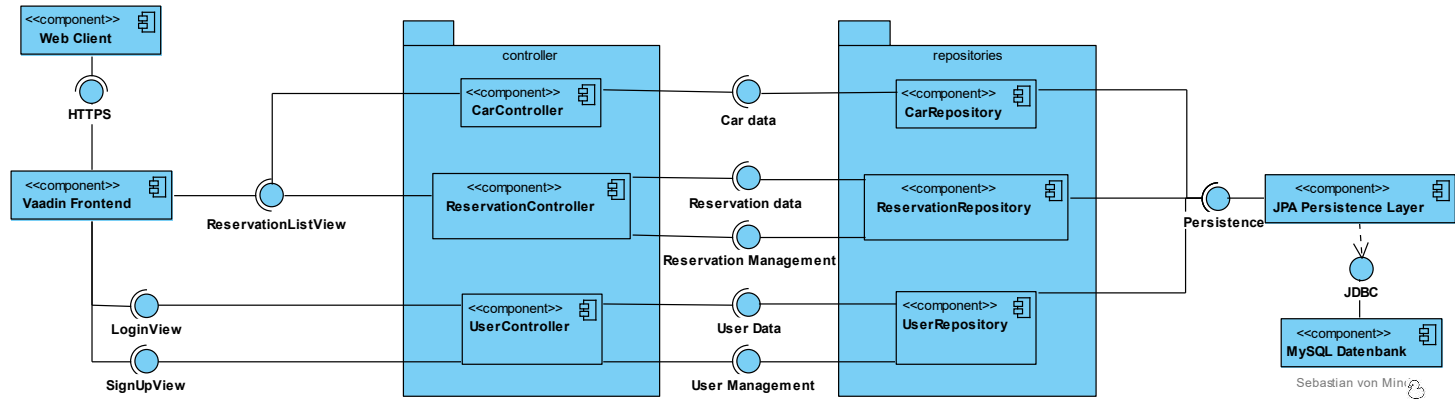 <<component>>
Web Client
HTTPS
<<component>>
Vaadin Frontend
ReservationListView
LoginView
SignUpView
controller
<<component>>
CarController
<<component>>
ReservationController
<<component>>
UserController
Car data
Reservation data
Reservation Management
User Data
User Management
repositories
<<component>>
CarRepository
<<component>>
ReservationRepository
<<component>>
UserRepository
Persistence
<<component>>
JPA Persistence Layer
JDBC
<<component>>
MySQL Datenbank
Sebastian von